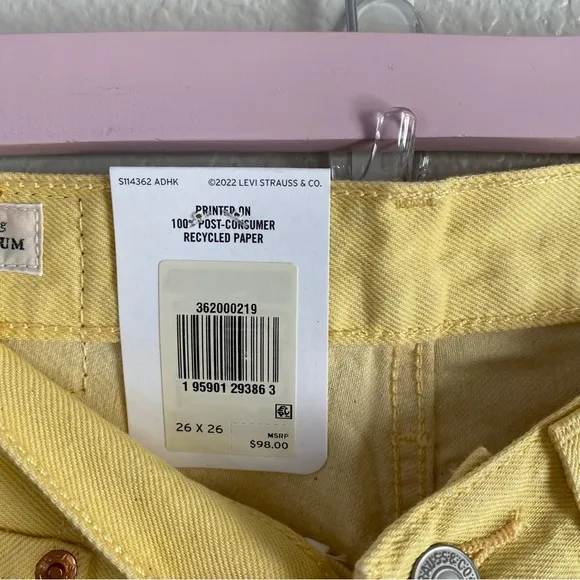 S114362 ADHK ©2022 LEVI STRAUSS & CO.
PRINTED ON
100% POST-CONSUMER
RECYCLED PAPER
362000219
1 95901 29386 3
26 X 26
MSRP
$98.00